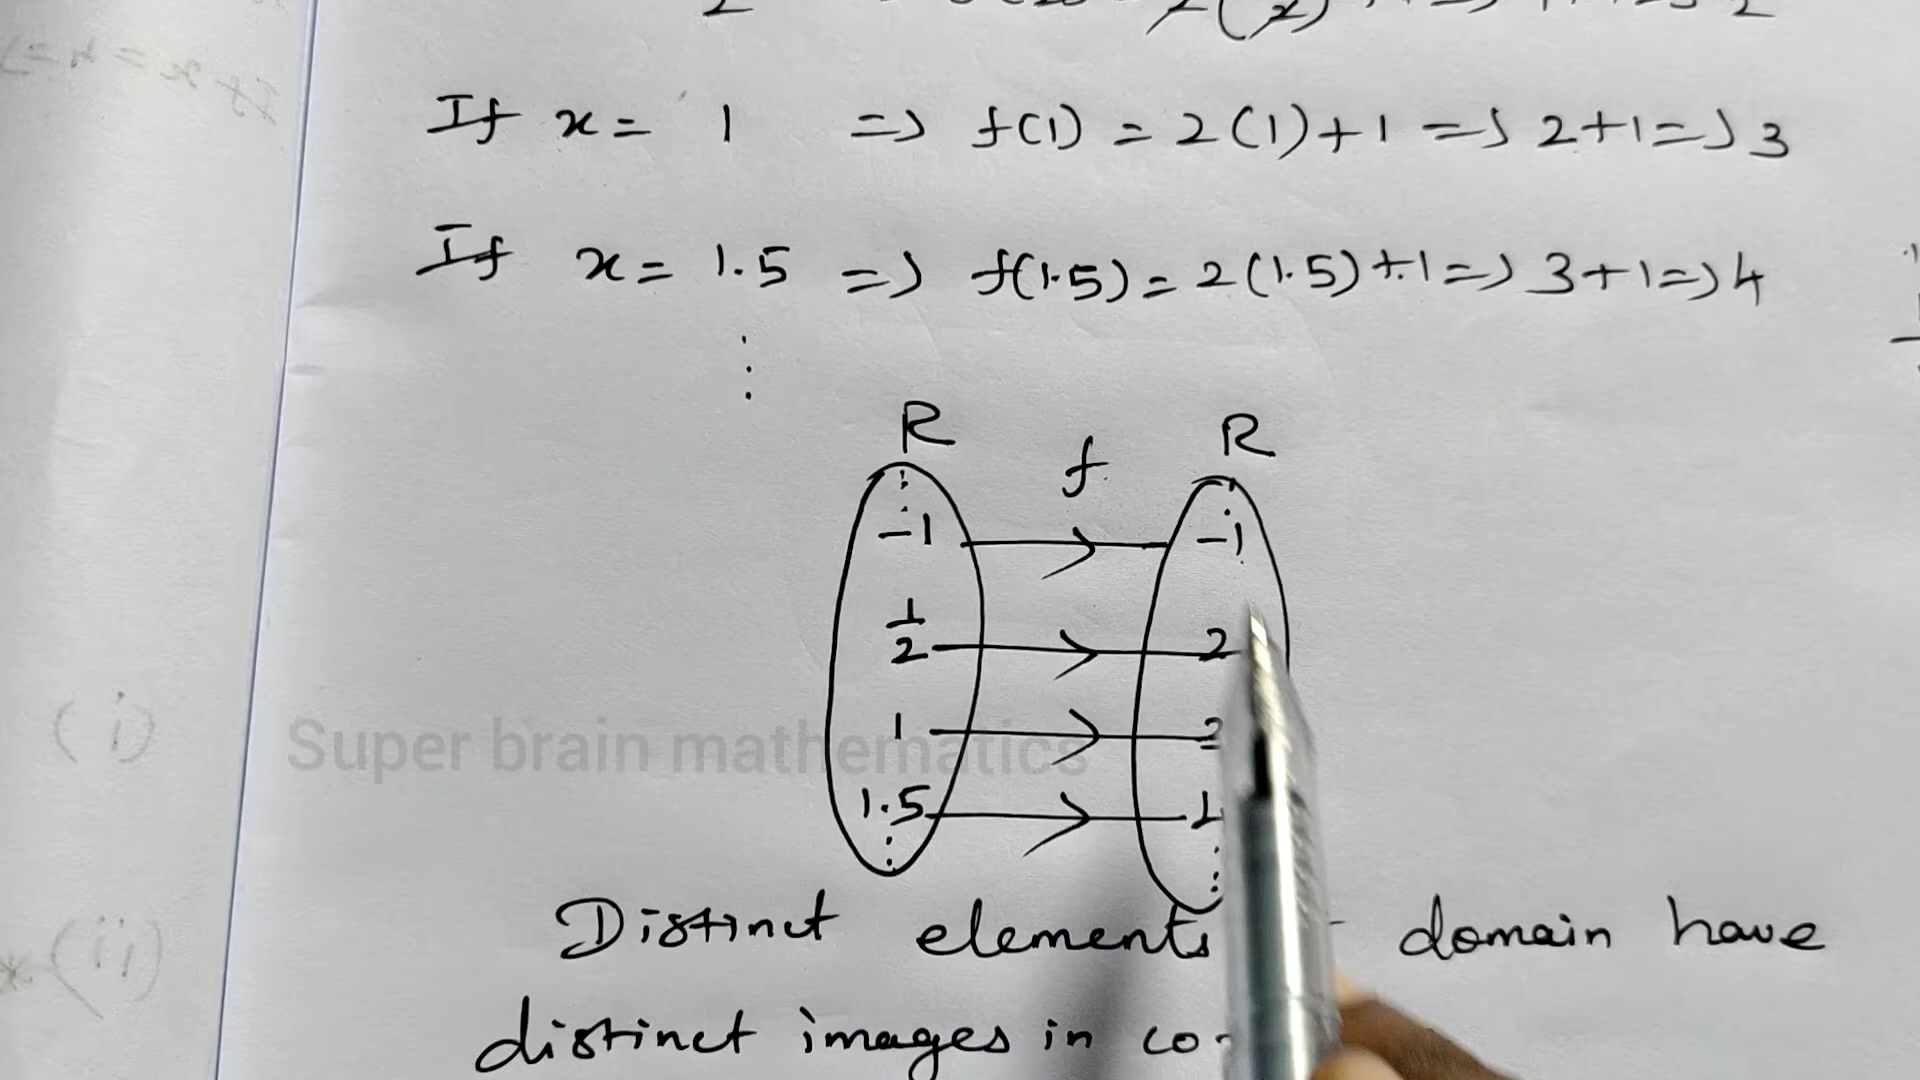 If x = 1 => f(1) = 2(1)+1 => 2+1 => 3
If x = 1.5 => f(1.5) = 2(1.5)+1 => 3+1 => 4
R f R
-1 -1
1/2 2
1
1.5
Super brain mathematics
Distinct elements domain have
distinct images in co-
(i)
(ii)